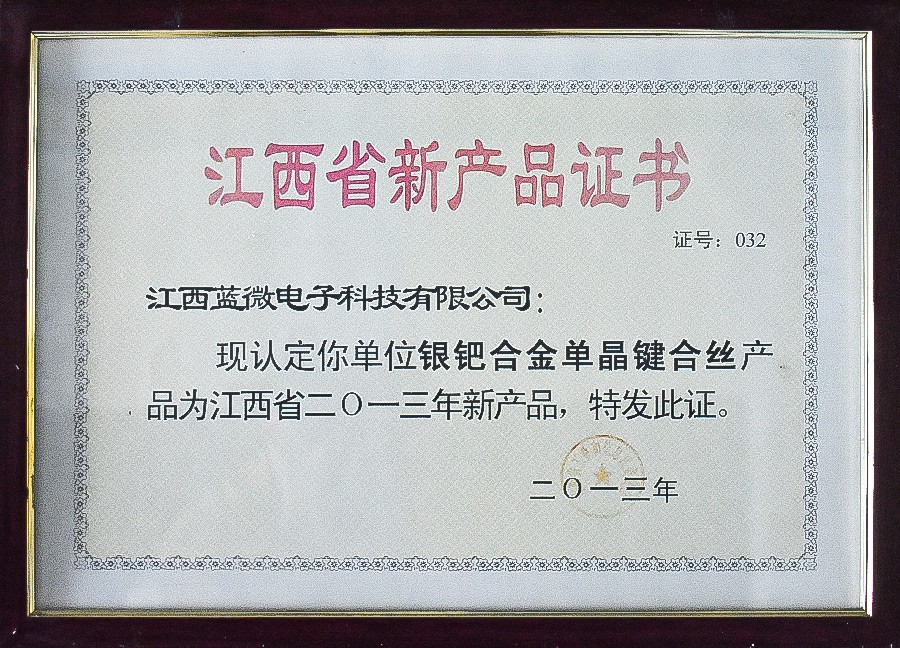 江西省新产品证书
证号：032
江西蓝微电子科技有限公司：
现认定你单位银钯合金单晶键合丝产
品为江西省二〇一三年新产品，特发此证。
二〇一三年